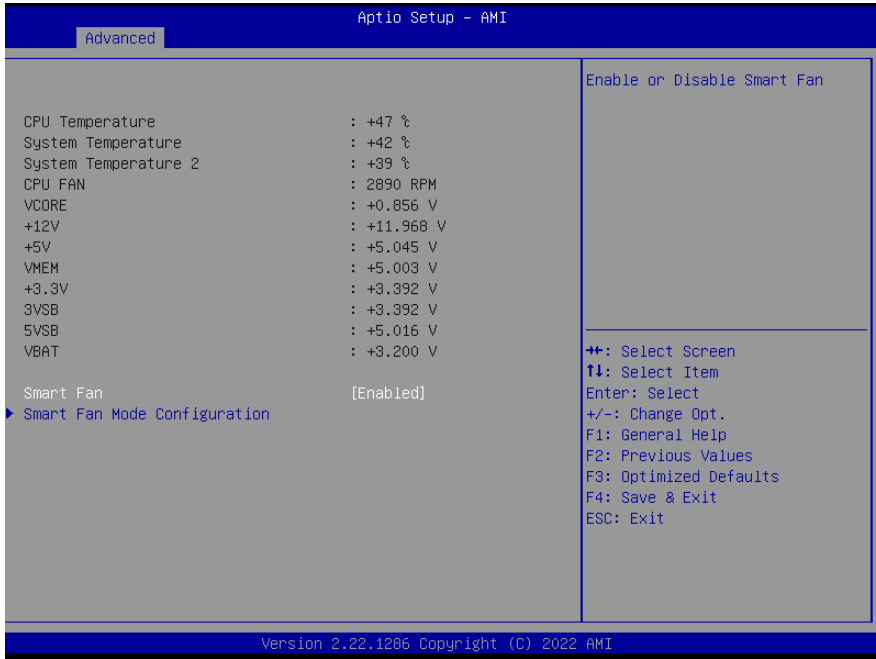 Aptio Setup – AMI
Advanced
Enable or Disable Smart Fan
CPU Temperature : +47 ℃
System Temperature : +42 ℃
System Temperature 2 : +39 ℃
CPU FAN : 2890 RPM
VCORE : +0.856 V
+12V : +11.968 V
+5V : +5.045 V
VMEM : +5.003 V
+3.3V : +3.392 V
3VSB : +3.392 V
5VSB : +5.016 V
VBAT : +3.200 V
Smart Fan [Enabled]
Smart Fan Mode Configuration
→←: Select Screen
↑↓: Select Item
Enter: Select
+/-: Change Opt.
F1: General Help
F2: Previous Values
F3: Optimized Defaults
F4: Save & Exit
ESC: Exit
Version 2.22.1286 Copyright (C) 2022 AMI